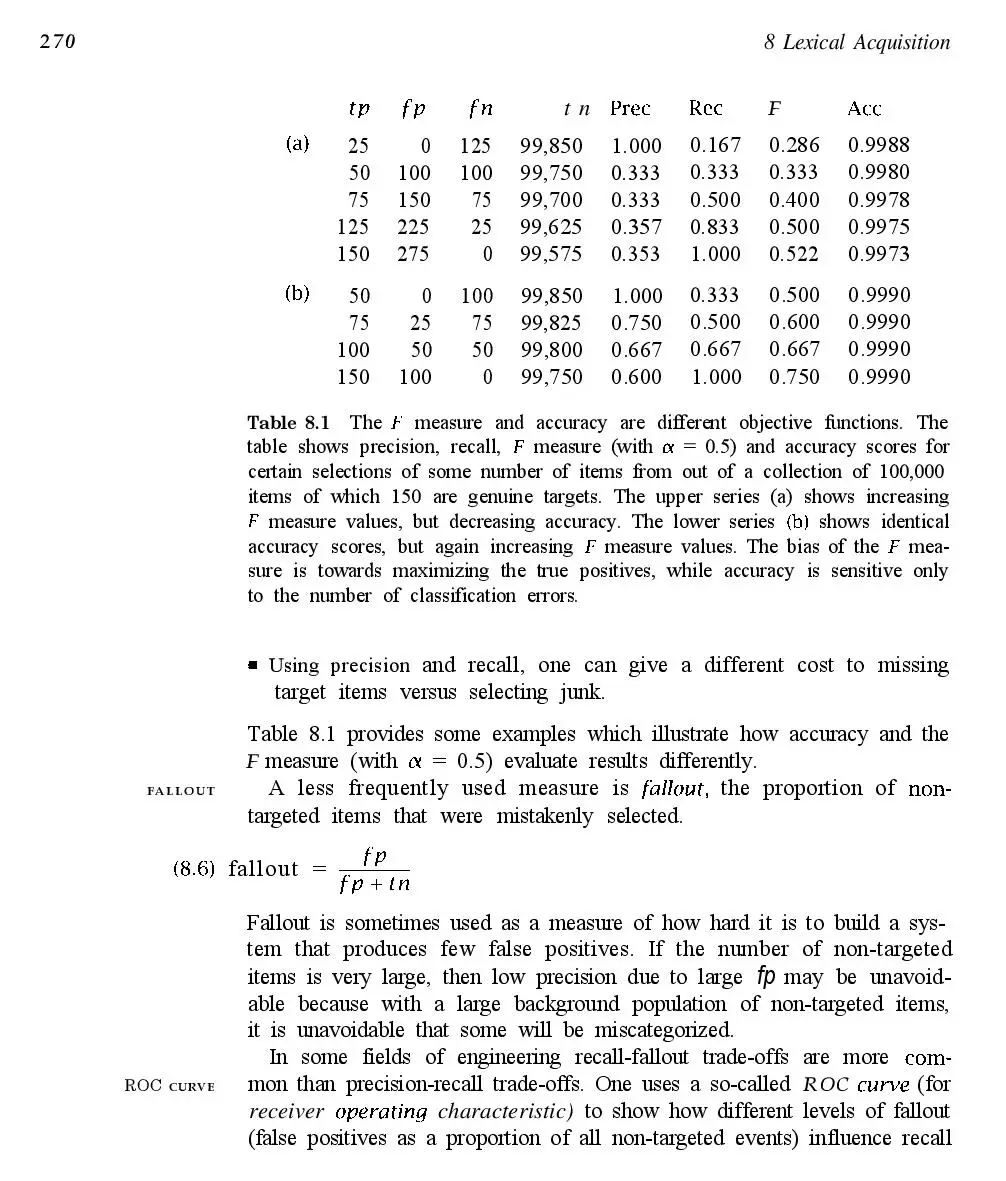 270
8 Lexical Acquisition
tp fp fn tn Prec Rec F Acc
(a) 25 0 125 99,850 1.000 0.167 0.286 0.9988
50 100 100 99,750 0.333 0.333 0.333 0.9980
75 150 75 99,700 0.333 0.500 0.400 0.9978
125 225 25 99,625 0.357 0.833 0.500 0.9975
150 275 0 99,575 0.353 1.000 0.522 0.9973
(b) 50 0 100 99,850 1.000 0.333 0.500 0.9990
75 25 75 99,825 0.750 0.500 0.600 0.9990
100 50 50 99,800 0.667 0.667 0.667 0.9990
150 100 0 99,750 0.600 1.000 0.750 0.9990
Table 8.1 The F measure and accuracy are different objective functions. The
table shows precision, recall, F measure (with α = 0.5) and accuracy scores for
certain selections of some number of items from out of a collection of 100,000
items of which 150 are genuine targets. The upper series (a) shows increasing
F measure values, but decreasing accuracy. The lower series (b) shows identical
accuracy scores, but again increasing F measure values. The bias of the F mea-
sure is towards maximizing the true positives, while accuracy is sensitive only
to the number of classification errors.
▪ Using precision and recall, one can give a different cost to missing
target items versus selecting junk.
Table 8.1 provides some examples which illustrate how accuracy and the
F measure (with α = 0.5) evaluate results differently.
FALLOUT A less frequently used measure is fallout, the proportion of non-
targeted items that were mistakenly selected.
(8.6) fallout = fp / (fp + tn)
Fallout is sometimes used as a measure of how hard it is to build a sys-
tem that produces few false positives. If the number of non-targeted
items is very large, then low precision due to large fp may be unavoid-
able because with a large background population of non-targeted items,
it is unavoidable that some will be miscategorized.
In some fields of engineering recall-fallout trade-offs are more com-
ROC CURVE mon than precision-recall trade-offs. One uses a so-called ROC curve (for
receiver operating characteristic) to show how different levels of fallout
(false positives as a proportion of all non-targeted events) influence recall